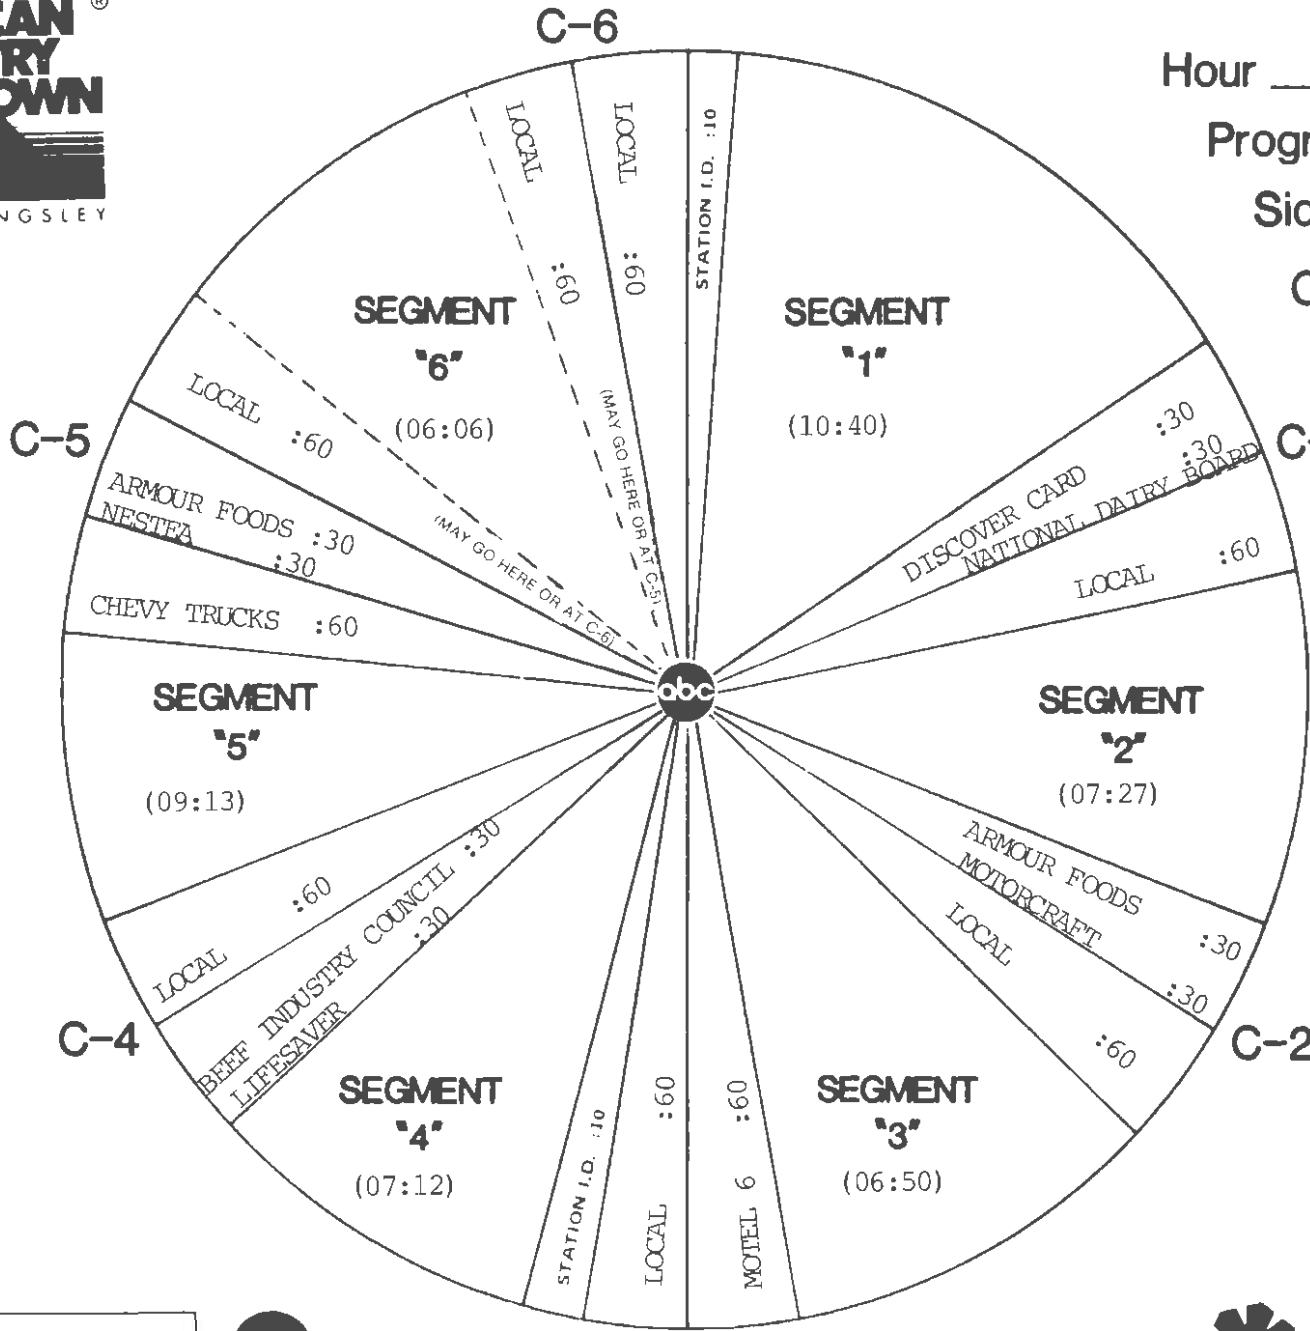 ®
OWN
NGSLEY
C-6
Hour
LOCAL :60
LOCAL :60
STATION I.D. :10
SEGMENT
"1"
(10:40)
DISCOVER CARD :30
NATIONAL DAIRY BOARD :30
LOCAL :60
SEGMENT
"2"
(07:27)
ARMOUR FOODS :30
MOTORCRAFT :30
LOCAL :60
C-2
SEGMENT
"3"
(06:50)
MOTEL 6 :60
LOCAL :60
STATION I.D. :10
SEGMENT
"4"
(07:12)
BEEF INDUSTRY COUNCIL :30
LIFESAVER :30
LOCAL :60
C-4
SEGMENT
"5"
(09:13)
CHEVY TRUCKS :60
NESTEA :30
ARMOUR FOODS :30
C-5
LOCAL :60
(MAY GO HERE OR AT C-6)
SEGMENT
"6"
(06:06)
(MAY GO HERE OR AT C-5)
abc